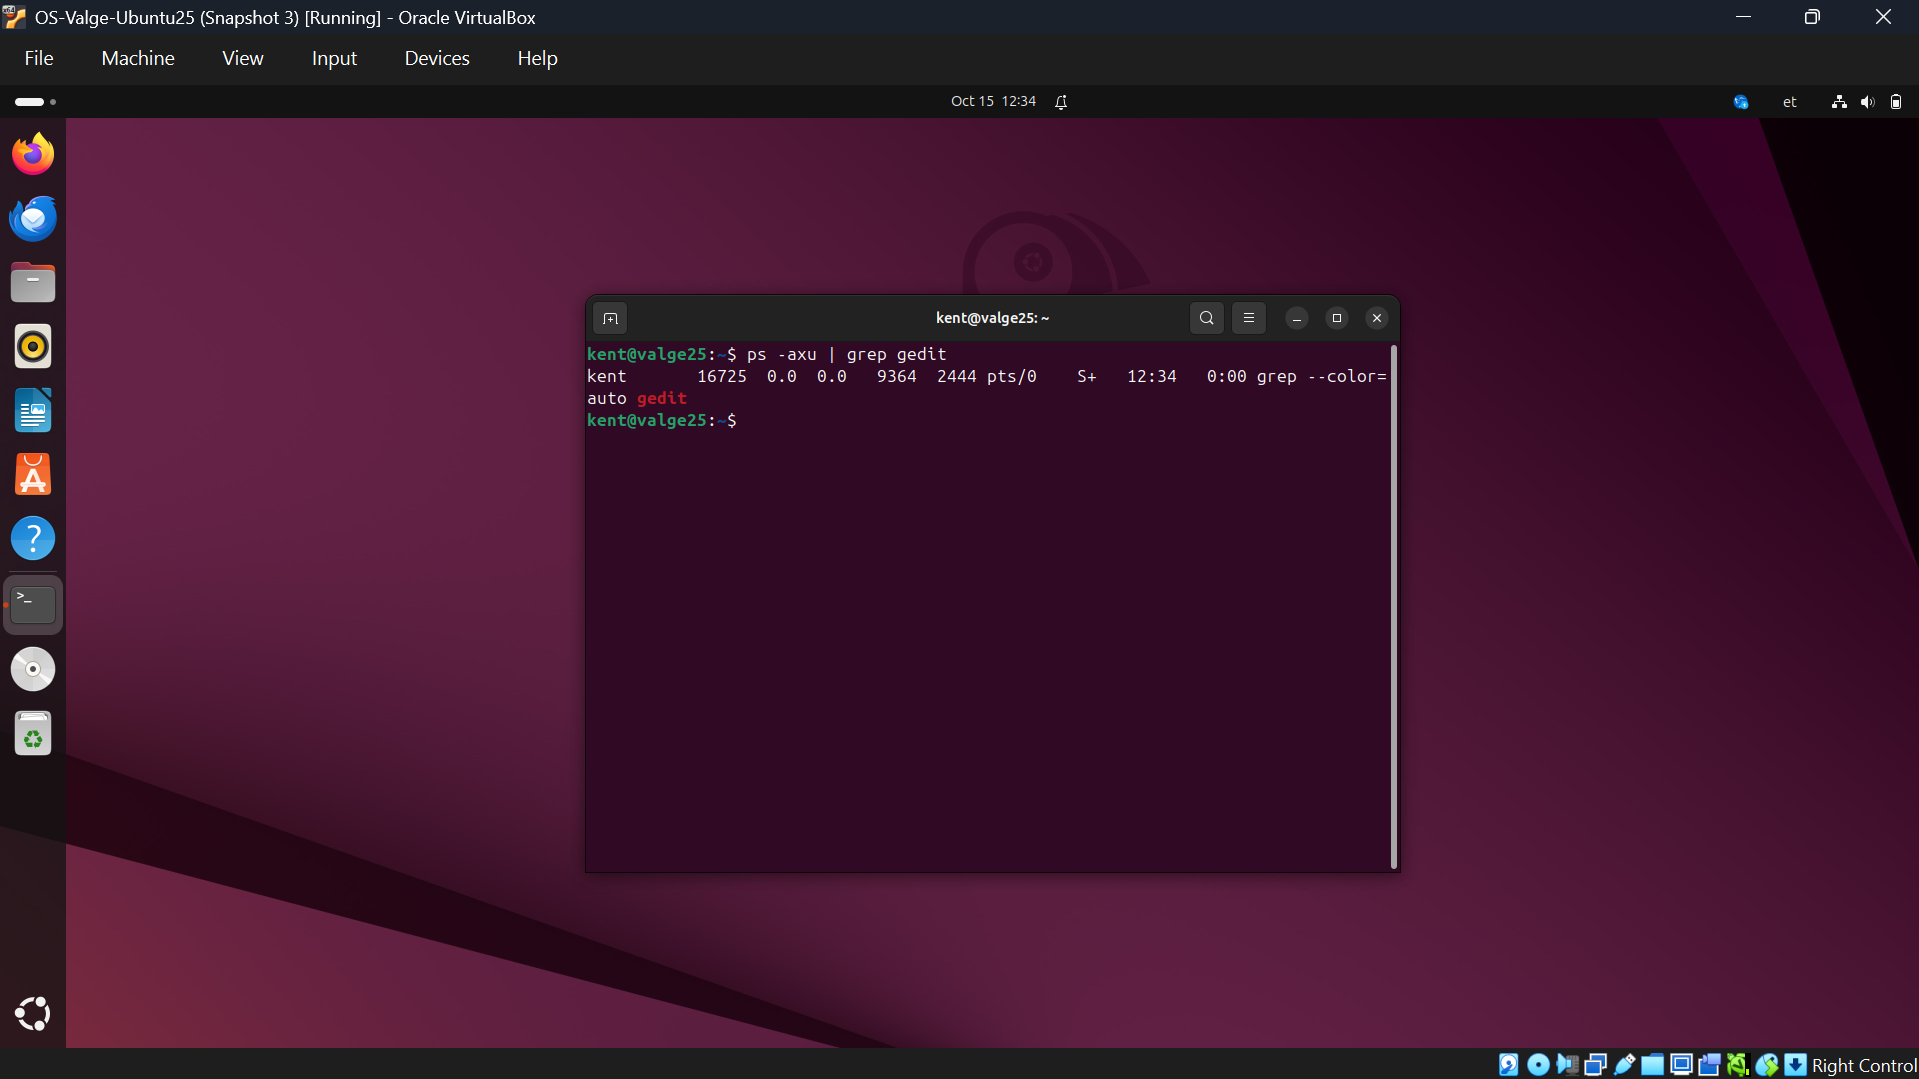 OS-Valge-Ubuntu25 (Snapshot 3) [Running] - Oracle VirtualBox
File Machine View Input Devices Help
Oct 15 12:34 et
kent@valge25: ~
kent@valge25:~$ ps -axu | grep gedit
kent 16725 0.0 0.0 9364 2444 pts/0 S+ 12:34 0:00 grep --color=
auto gedit
kent@valge25:~$
Right Control